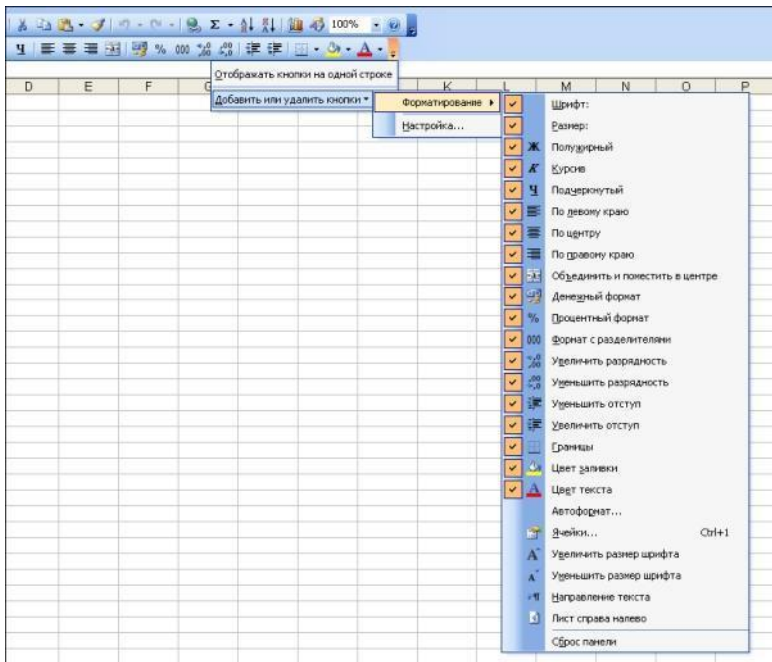 100%
Ч % 000
Отображать кнопки на одной строке
D E F G K L M N O P
Добавить или удалить кнопки
Форматирование
Настройка...
Шрифт:
Размер:
Ж Полужирный
К Курсив
Ч Подчеркнутый
По левому краю
По центру
По правому краю
Объединить и поместить в центре
Денежный формат
% Процентный формат
000 Формат с разделителями
Увеличить разрядность
Уменьшить разрядность
Уменьшить отступ
Увеличить отступ
Границы
Цвет заливки
А Цвет текста
Автоформат...
Ячейки... Ctrl+1
А Увеличить размер шрифта
А Уменьшить размер шрифта
Направление текста
Лист справа налево
Сброс панели